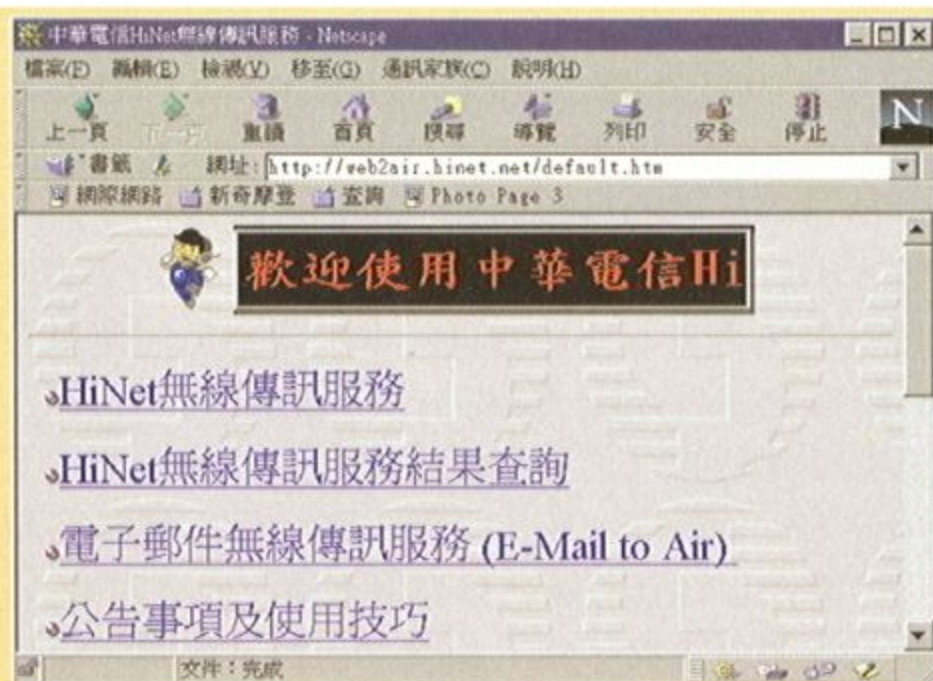 中華電信HiNet無線傳訊服務 - Netscape
檔案(F) 編輯(E) 檢視(V) 移至(G) 通訊家族(C) 說明(H)
上一頁 下一頁 重讀 首頁 搜尋 導覽 列印 安全 停止 N
書籤 網址: http://web2air.hinet.net/default.htm
網際網路 新奇摩登 查詢 Photo Page 3
歡迎使用中華電信Hi
HiNet無線傳訊服務
HiNet無線傳訊服務結果查詢
電子郵件無線傳訊服務 (E-Mail to Air)
公告事項及使用技巧
文件：完成